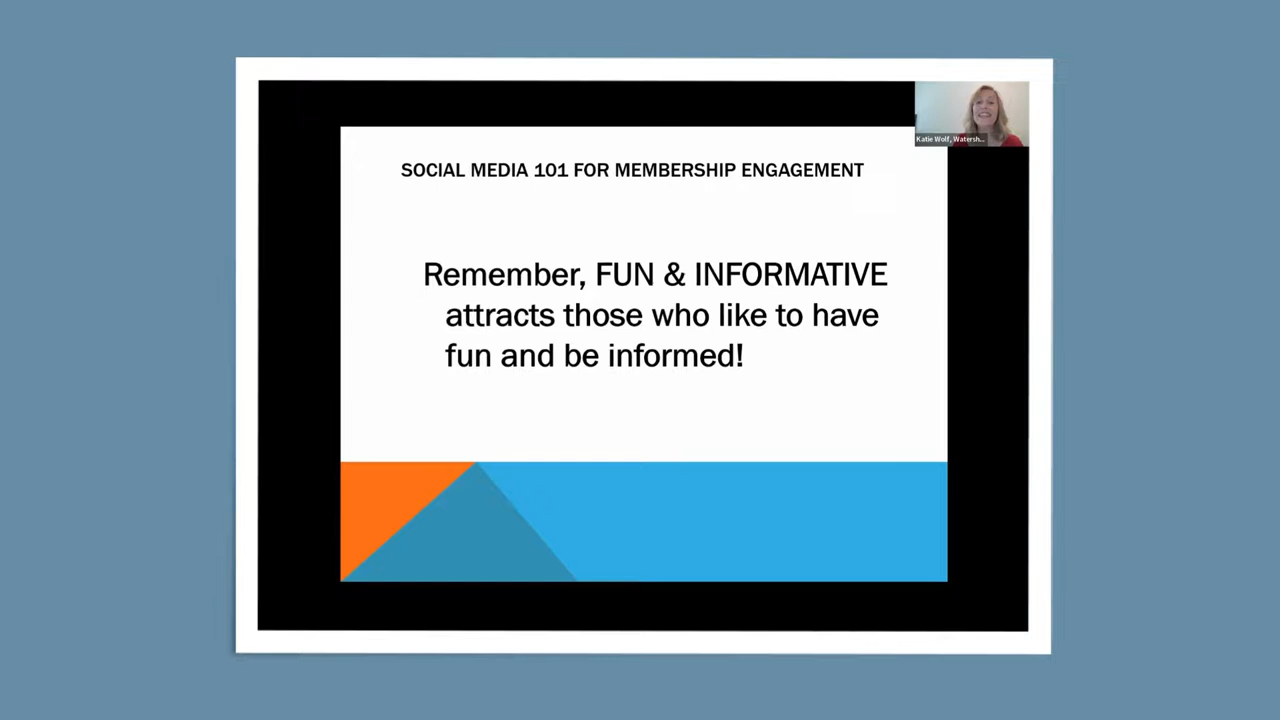 Katie Wolf, Watersh...
SOCIAL MEDIA 101 FOR MEMBERSHIP ENGAGEMENT
Remember, FUN & INFORMATIVE
attracts those who like to have
fun and be informed!